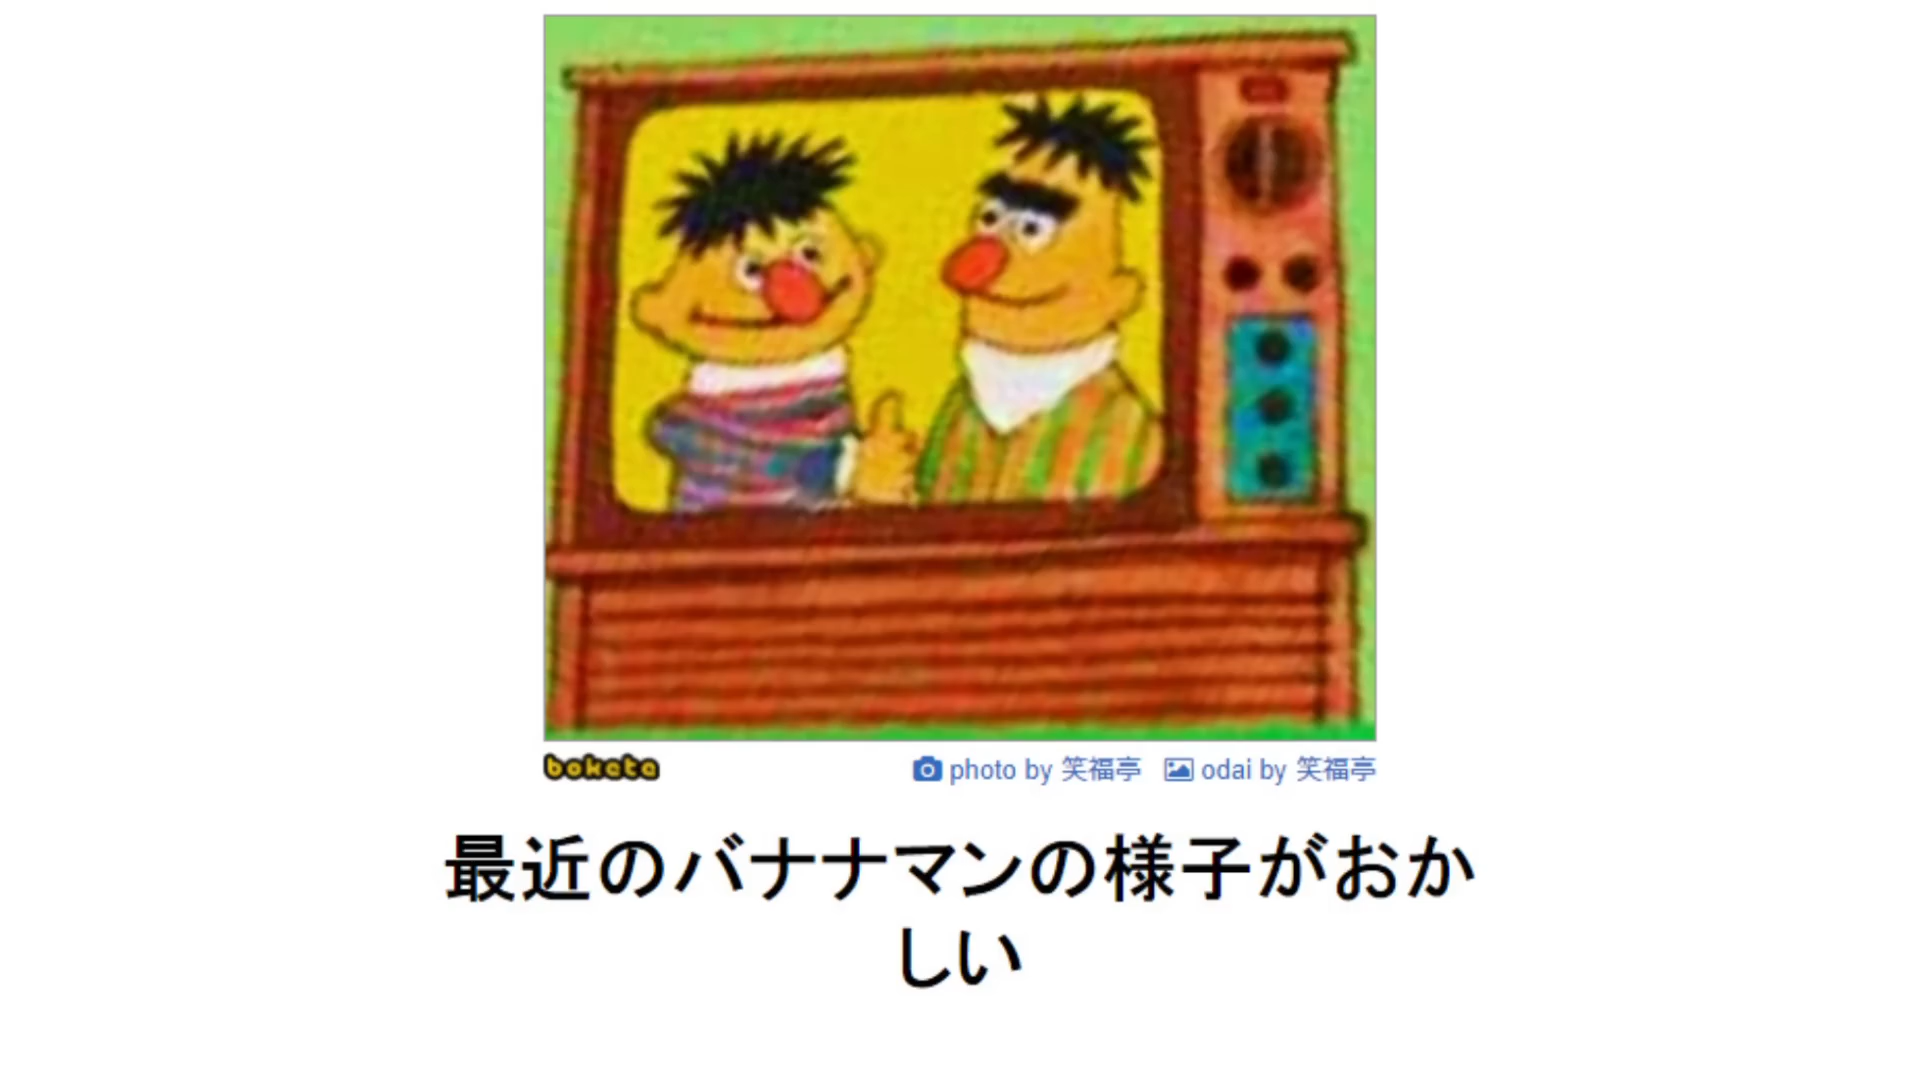 bokete
photo by 笑福亭 odai by 笑福亭
最近のバナナマンの様子がおか
しい